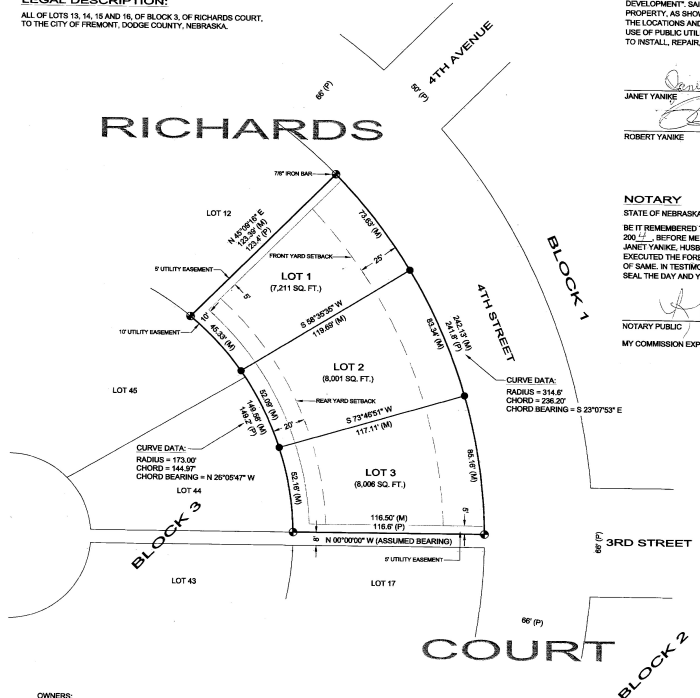 LEGAL DESCRIPTION:
ALL OF LOTS 13, 14, 15 AND 16, OF BLOCK 3, OF RICHARDS COURT,
TO THE CITY OF FREMONT, DODGE COUNTY, NEBRASKA.
DEVELOPMENT". SAI
PROPERTY, AS SHO
THE LOCATIONS AND
USE OF PUBLIC UTIL
TO INSTALL, REPAIR,
JANET YANIKE
ROBERT YANIKE
NOTARY
STATE OF NEBRASKA
BE IT REMEMBERED
200 4 , BEFORE ME
JANET YANIKE, HUSB
EXECUTED THE FORE
OF SAME. IN TESTIMO
SEAL THE DAY AND Y
NOTARY PUBLIC
MY COMMISSION EXP
4TH AVENUE
66' (P)
50' (P)
RICHARDS
7/8" IRON BAR
LOT 12
N 45°09'16" E
123.39' (M)
123.4' (P)
73.63' (M)
FRONT YARD SETBACK
25'
5' UTILITY EASEMENT
5'
LOT 1
(7,211 SQ. FT.)
BLOCK 1
10'
10' UTILITY EASEMENT
45.33' (M)
S 58°35'35" W
119.69' (M)
4TH STREET
242.13' (M)
241.8' (P)
83.34' (M)
LOT 2
(8,001 SQ. FT.)
CURVE DATA:
RADIUS = 314.6'
CHORD = 236.20'
CHORD BEARING = S 23°07'53" E
LOT 45
52.09' (M)
149.58' (M)
149.2' (P)
REAR YARD SETBACK
20'
S 73°46'51" W
117.11' (M)
CURVE DATA:
RADIUS = 173.00'
CHORD = 144.97'
CHORD BEARING = N 26°05'47" W
LOT 44
LOT 3
(8,006 SQ. FT.)
52.16' (M)
85.16' (M)
116.50' (M)
116.6' (P)
5'
8'
N 00°00'00" W (ASSUMED BEARING)
BLOCK 3
66' (P)
3RD STREET
5' UTILITY EASEMENT
LOT 43
LOT 17
66' (P)
COURT
BLOCK 2
OWNERS: